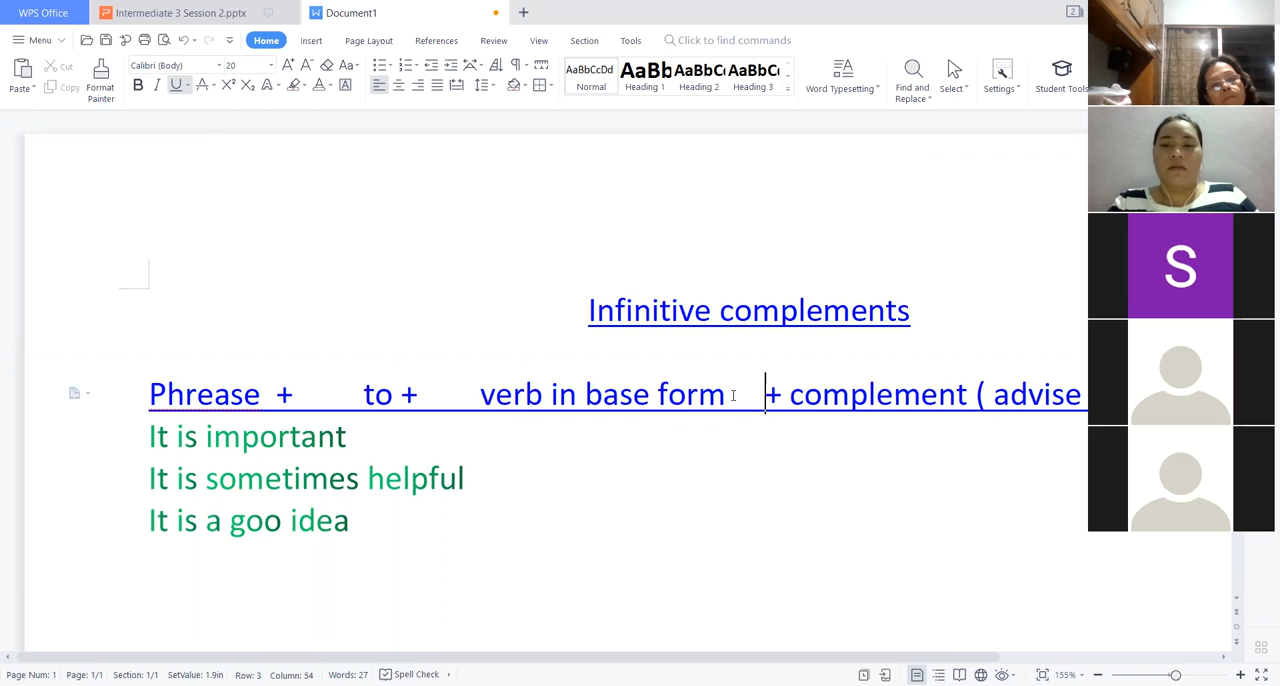 WPS Office Intermediate 3 Session 2.pptx Document1 2
Menu Home Insert Page Layout References Review View Section Tools Click to find commands
Paste Cut Copy Format Painter Calibri (Body) 20 AaBbCcDd Normal AaBb Heading 1 AaBbC Heading 2 AaBbC Heading 3 Word Typesetting Find and Replace Select Settings Student Tools
S
Infinitive complements
Phrease + to + verb in base form + complement ( advise
It is important
It is sometimes helpful
It is a goo idea
Page Num: 1 Page: 1/1 Section: 1/1 SetValue: 1.9in Row: 3 Column: 54 Words: 27 Spell Check 155%